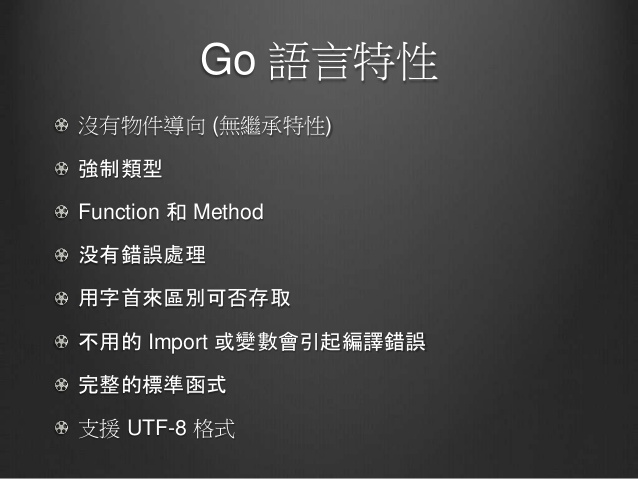 Go 語言特性
沒有物件導向 (無繼承特性)
強制類型
Function 和 Method
没有錯誤處理
用字首來區別可否存取
不用的 Import 或變數會引起編譯錯誤
完整的標準函式
支援 UTF-8 格式